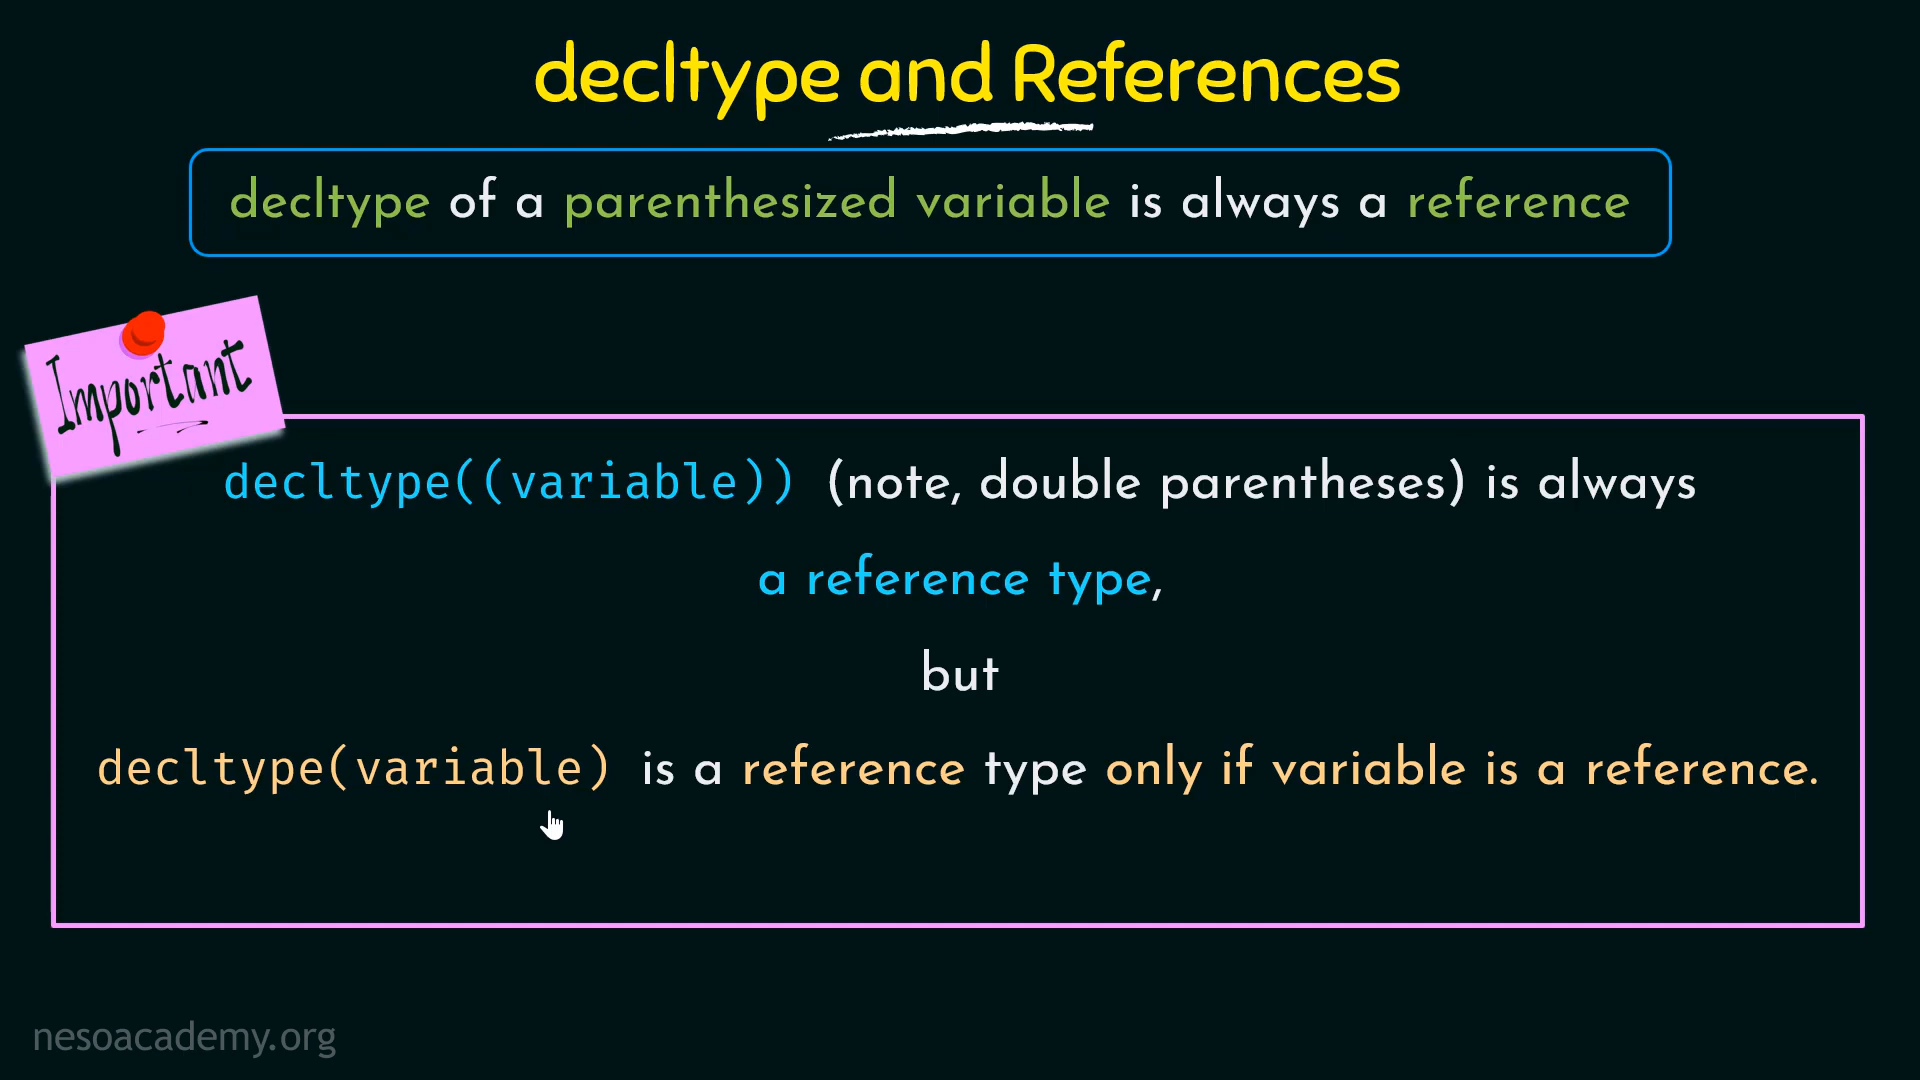 decltype and References
decltype of a parenthesized variable is always a reference
Important
decltype((variable)) (note, double parentheses) is always
a reference type,
but
decltype(variable) is a reference type only if variable is a reference.
nesoacademy.org